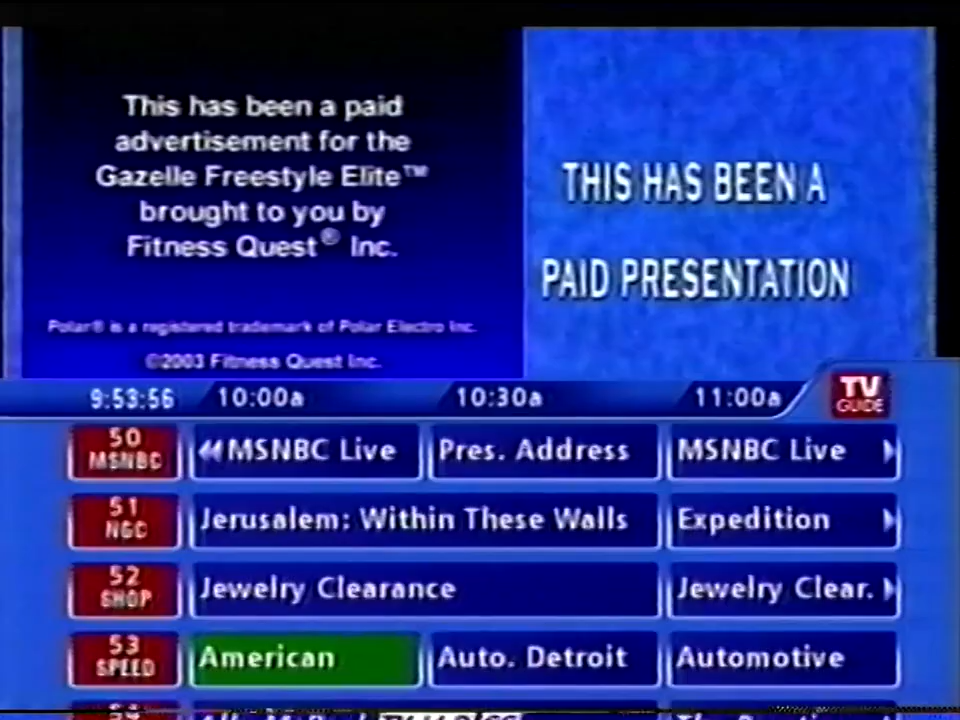 This has been a paid
advertisement for the
Gazelle Freestyle Elite™
brought to you by
Fitness Quest® Inc.
Polar® is a registered trademark of Polar Electro Inc.
©2003 Fitness Quest Inc.
THIS HAS BEEN A
PAID PRESENTATION
9:53:56 10:00a 10:30a 11:00a TV GUIDE
50 MSNBC MSNBC Live Pres. Address MSNBC Live
51 NGC Jerusalem: Within These Walls Expedition
52 SHOP Jewelry Clearance Jewelry Clear.
53 SPEED American Auto. Detroit Automotive